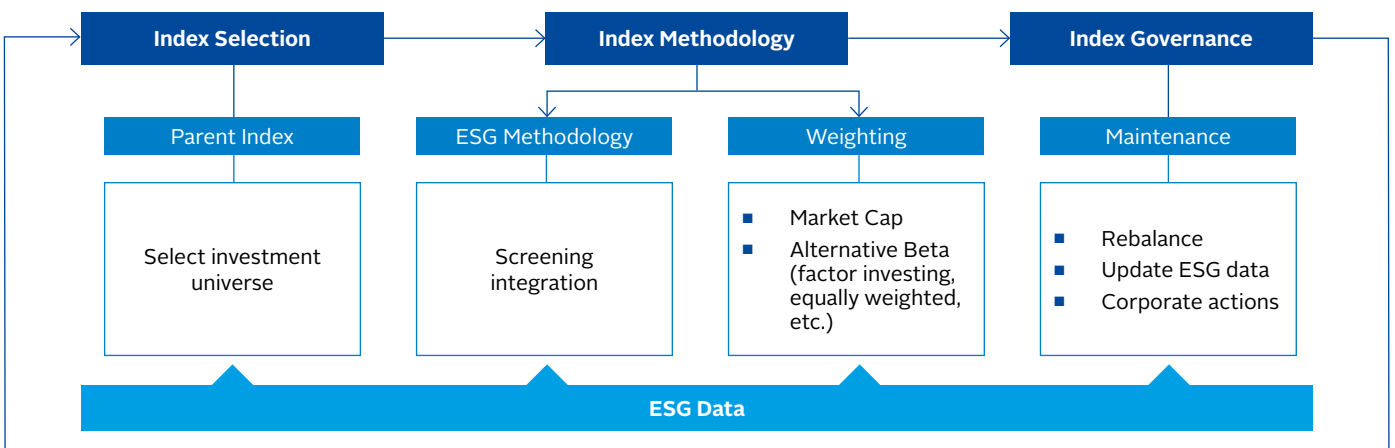 Index Selection
Index Methodology
Index Governance
Parent Index
ESG Methodology
Weighting
Maintenance
Select investment
universe
Screening
integration
■ Market Cap
■ Alternative Beta
(factor investing,
equally weighted,
etc.)
■ Rebalance
■ Update ESG data
■ Corporate actions
ESG Data